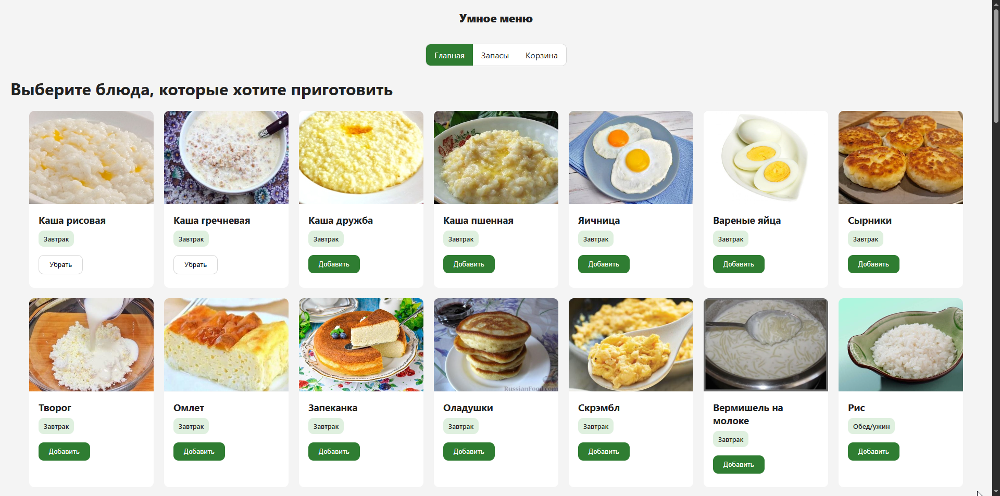 Умное меню
Главная
Запасы
Корзина
Выберите блюда, которые хотите приготовить
Каша рисовая
Завтрак
Убрать
Каша гречневая
Завтрак
Убрать
Каша дружба
Завтрак
Добавить
Каша пшенная
Завтрак
Добавить
Яичница
Завтрак
Добавить
Вареные яйца
Завтрак
Добавить
Сырники
Завтрак
Добавить
Творог
Завтрак
Добавить
Омлет
Завтрак
Добавить
Запеканка
Завтрак
Добавить
RussianFood.com
Оладушки
Завтрак
Добавить
Скрэмбл
Завтрак
Добавить
Вермишель на
молоке
Завтрак
Добавить
Рис
Обед/ужин
Добавить